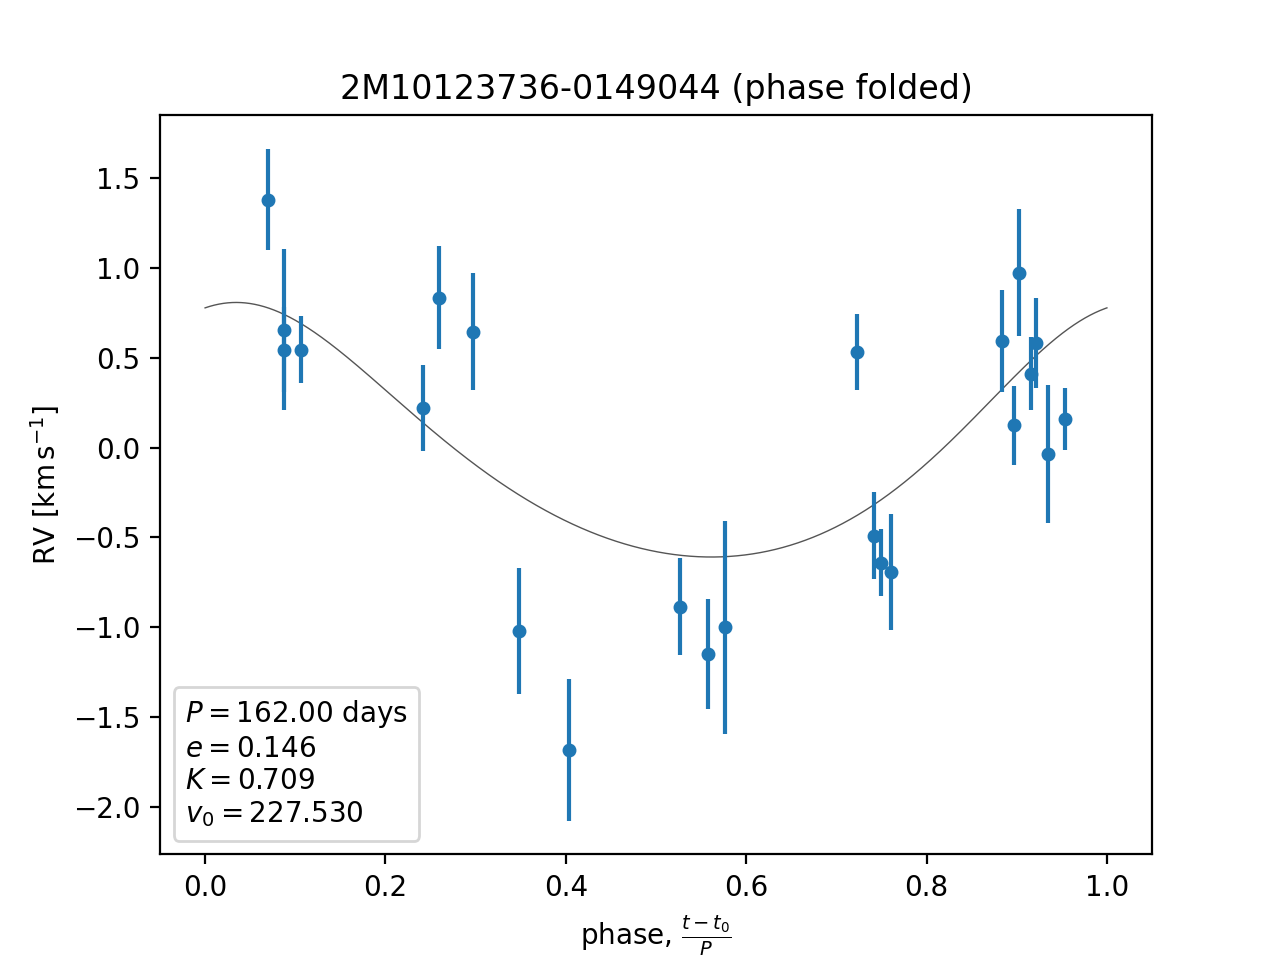 2M10123736-0149044 (phase folded)
RV [km s⁻¹]
1.5
1.0
0.5
0.0
−0.5
−1.0
−1.5
−2.0
P = 162.00 days
e = 0.146
K = 0.709
v₀ = 227.530
0.0 0.2 0.4 0.6 0.8 1.0
phase, (t − t₀)/P